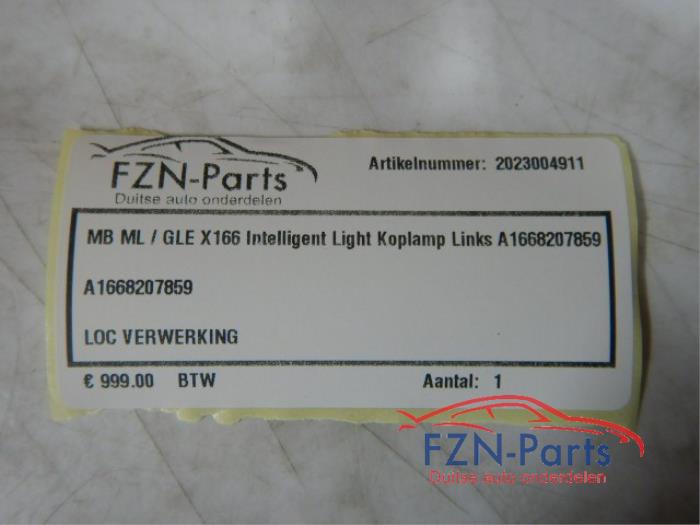 FZN-Parts
Duitse auto onderdelen
Artikelnummer: 2023004911
MB ML / GLE X166 Intelligent Light Koplamp Links A1668207859
A1668207859
LOC VERWERKING
€ 999.00 BTW
Aantal: 1
FZN-Parts
Duitse auto onderdelen